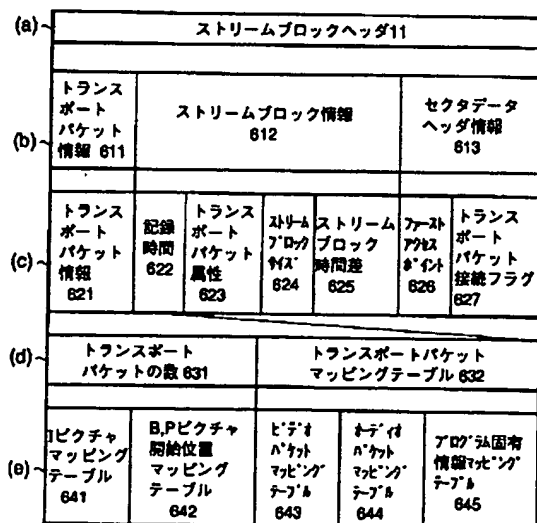 (a)
ストリームブロックヘッダ11
(b)
トランス
ポート
パケット
情報 611
ストリームブロック情報
612
セクタデータ
ヘッダ情報
613
(c)
トランス
ポート
パケット
情報
621
記録
時間
622
トランス
ポート
パケット
属性
623
ストリーム
ブロック
サイズ
624
ストリーム
ブロック
時間差
625
ファースト
アクセス
ポイント
626
トランス
ポート
パケット
接続フラグ
627
(d)
トランスポート
パケットの数 631
トランスポートパケット
マッピングテーブル 632
(e)
Iピクチャ
マッピング
テーブル
641
B,Pピクチャ
開始位置
マッピング
テーブル
642
ビデオ
パケット
マッピング
テーブル
643
オーディオ
パケット
マッピング
テーブル
644
プログラム固有
情報マッピング
テーブル
645